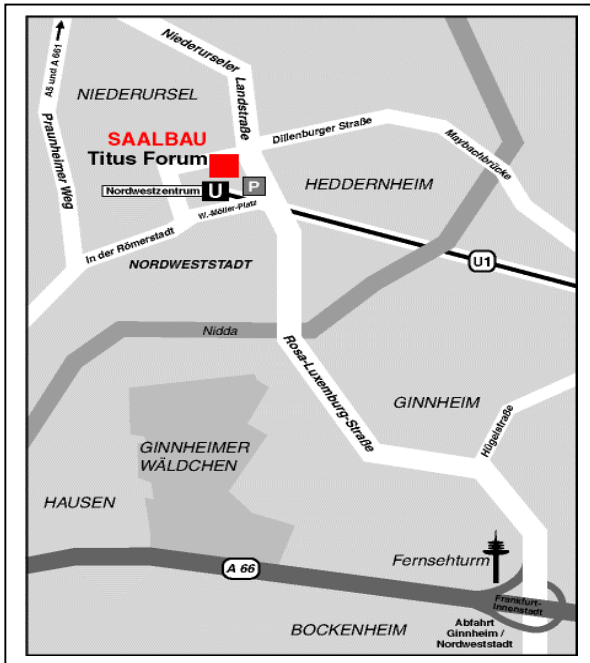 A5 und A 661
Niederurseler
Landstraße
NIEDERURSEL
Praunheimer Weg
Dillenburger Straße
Maybachbrücke
SAALBAU
Titus Forum
Nordwestzentrum
U
P
HEDDERNHEIM
W.-Möller-Platz
In der Römerstadt
NORDWESTSTADT
U1
Nidda
Rosa-Luxemburg-Straße
GINNHEIM
Hügelstraße
GINNHEIMER
WÄLDCHEN
HAUSEN
Fernsehturm
A 66
Frankfurt-
Innenstadt
BOCKENHEIM
Abfahrt
Ginnheim /
Nordweststadt